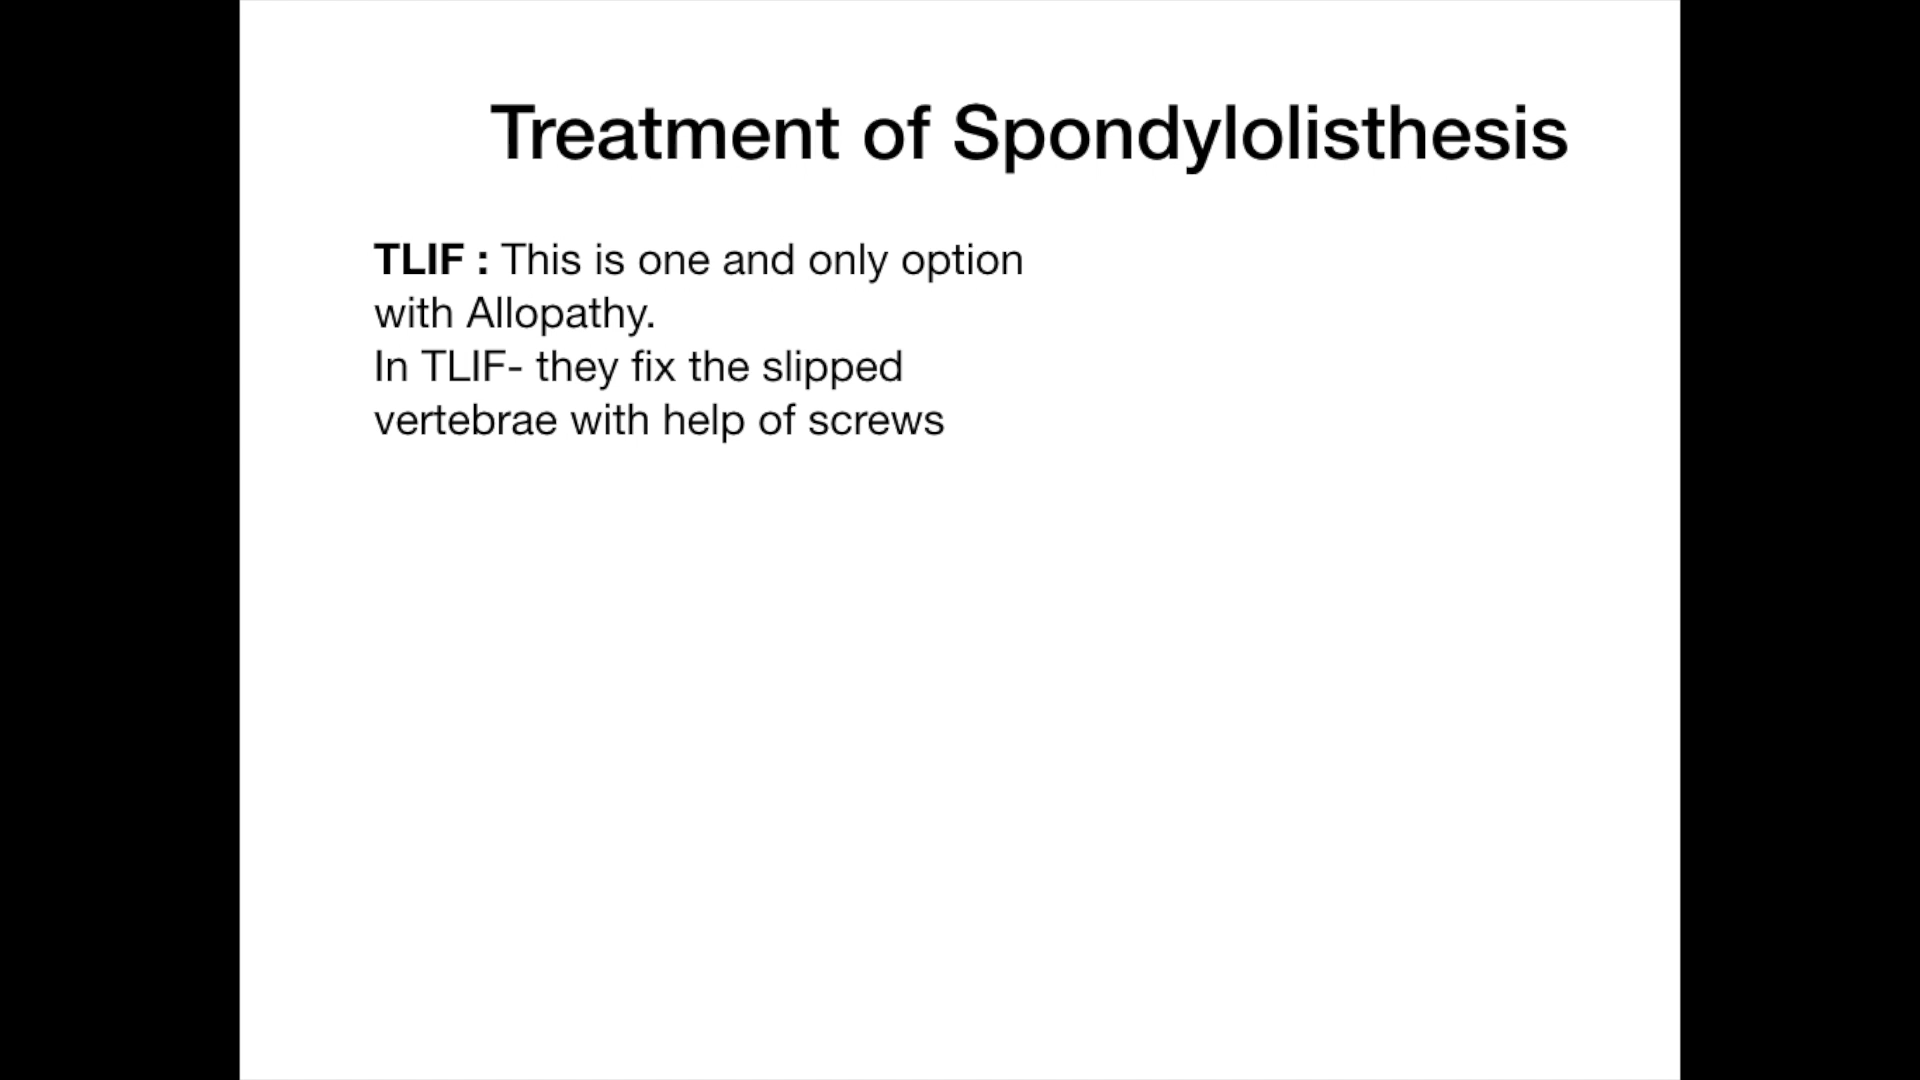 Treatment of Spondylolisthesis
TLIF : This is one and only option
with Allopathy.
In TLIF- they fix the slipped
vertebrae with help of screws